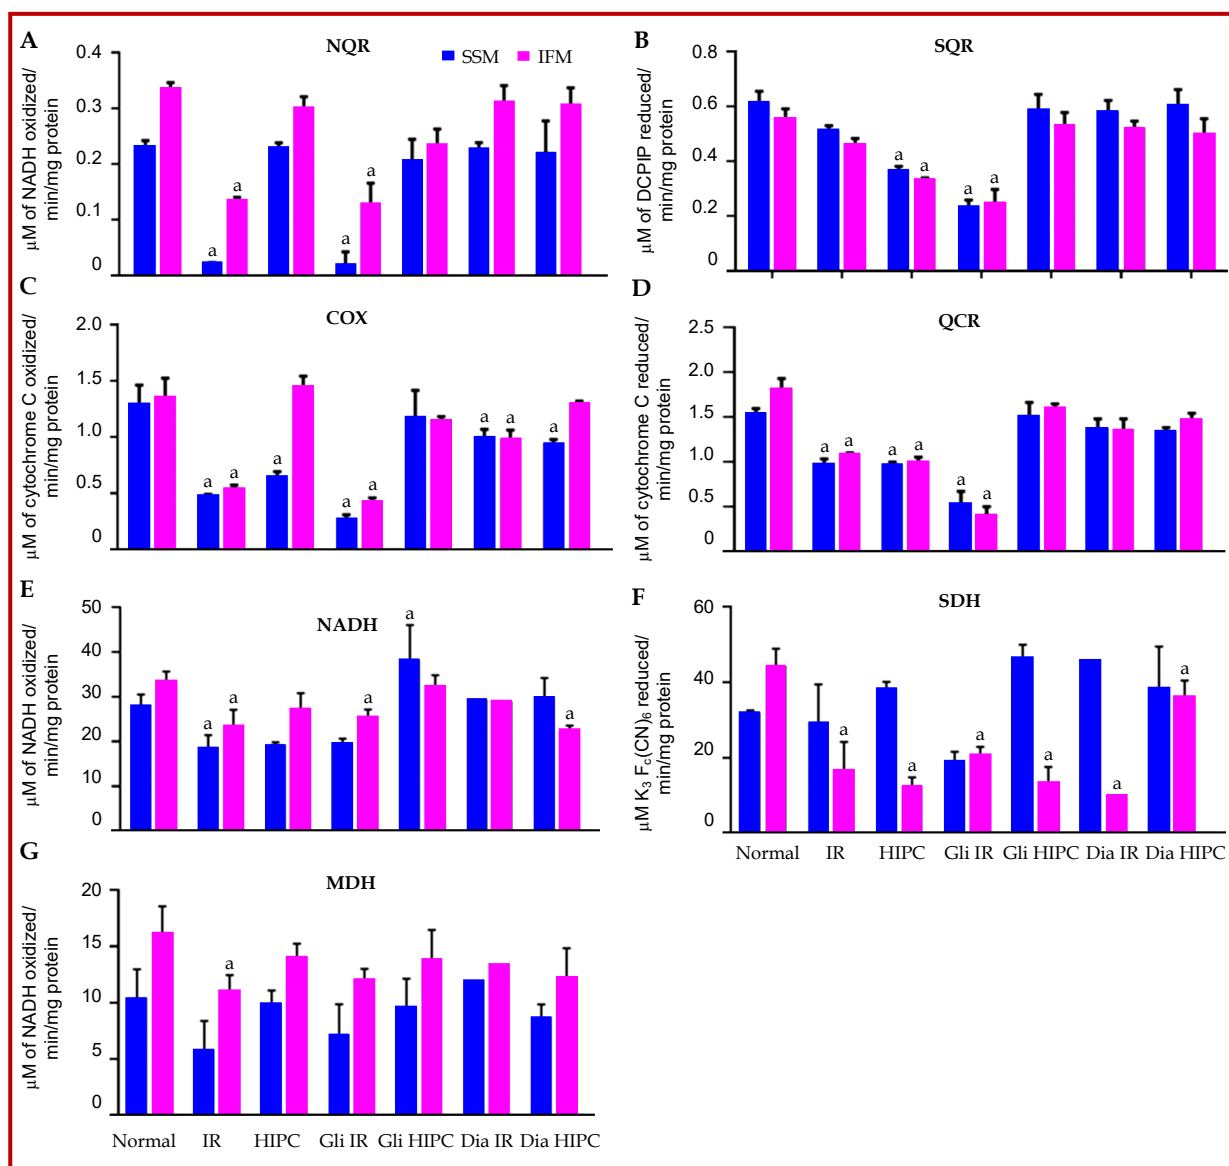 A
NQR
SSM IFM
μM of NADH oxidized/
min/mg protein
0.4
0.3
0.2
0.1
0
a
a
a
a
B
SQR
μM of DCPIP reduced/
min/mg protein
0.8
0.6
0.4
0.2
0
a a
a a
C
COX
μM of cytochrome C oxidized/
min/mg protein
2.0
1.5
1.0
0.5
0
a a
a
a a
a a
a
D
QCR
μM of cytochrome C reduced/
min/mg protein
2.5
2.0
1.5
1.0
0.5
0
a a
a a
a a
E
NADH
μM of NADH oxidized/
min/mg protein
50
40
30
20
10
0
a a
a
a
a
F
SDH
μM K₃ Fc(CN)₆ reduced/
min/mg protein
60
40
20
0
a
a
a
a
a
a
Normal IR HIPC Gli IR Gli HIPC Dia IR Dia HIPC
G
MDH
μM of NADH oxidized/
min/mg protein
20
15
10
5
0
a
Normal IR HIPC Gli IR Gli HIPC Dia IR Dia HIPC